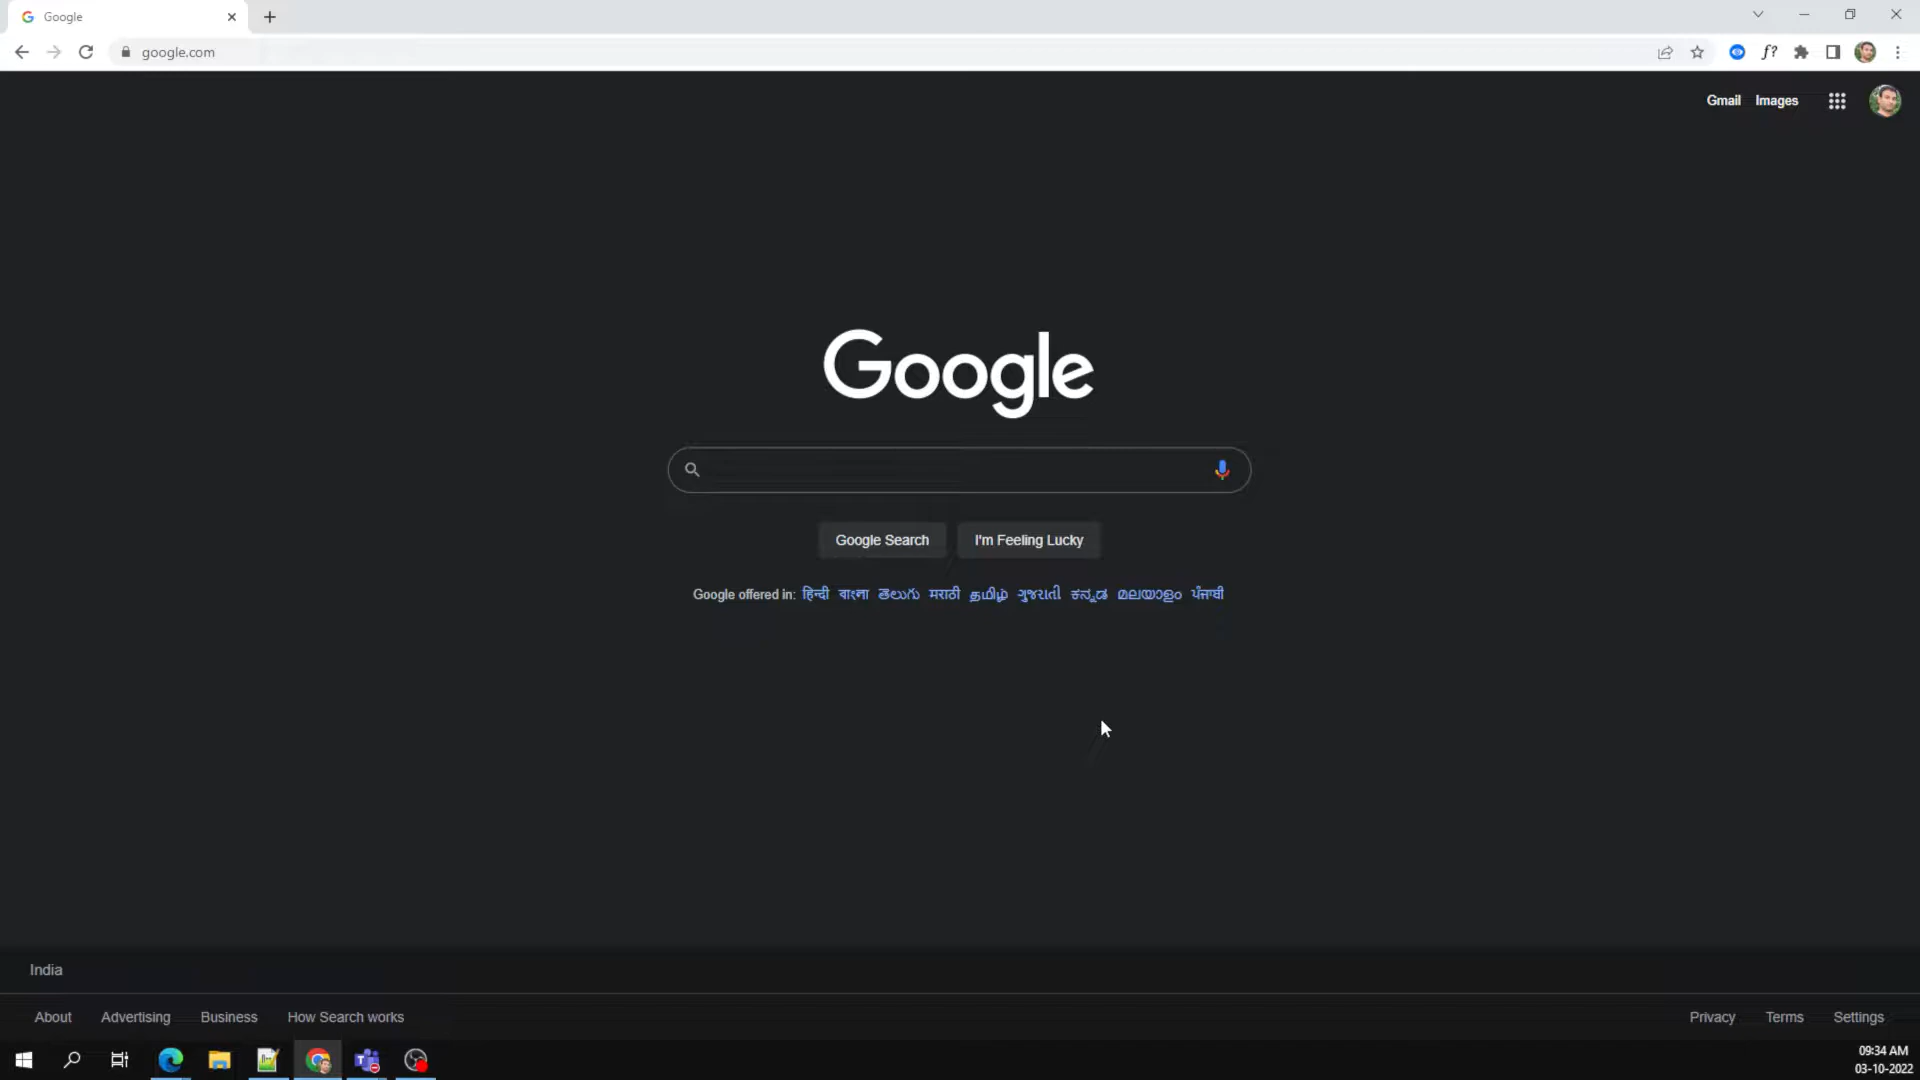 Google
google.com
f?
Gmail Images
Google
Google Search I'm Feeling Lucky
Google offered in: हिन्दी বাংলা తెలుగు मराठी தமிழ் ગુજરાતી ಕನ್ನಡ മലയാളം ਪੰਜਾਬੀ
India
About Advertising Business How Search works
Privacy Terms Settings
09:34 AM
03-10-2022